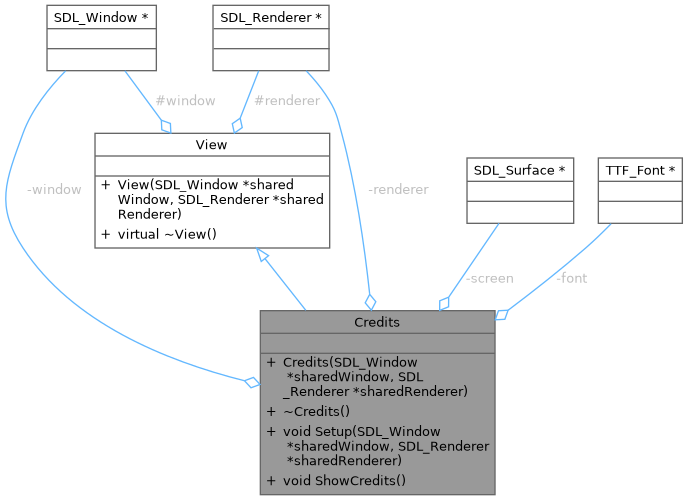 SDL_Window *
SDL_Renderer *
#window
#renderer
View
+ View(SDL_Window *shared
Window, SDL_Renderer *shared
Renderer)
+ virtual ~View()
SDL_Surface *
TTF_Font *
-window
-renderer
-screen
-font
Credits
+ Credits(SDL_Window
*sharedWindow, SDL
_Renderer *sharedRenderer)
+ ~Credits()
+ void Setup(SDL_Window
*sharedWindow, SDL_Renderer
*sharedRenderer)
+ void ShowCredits()